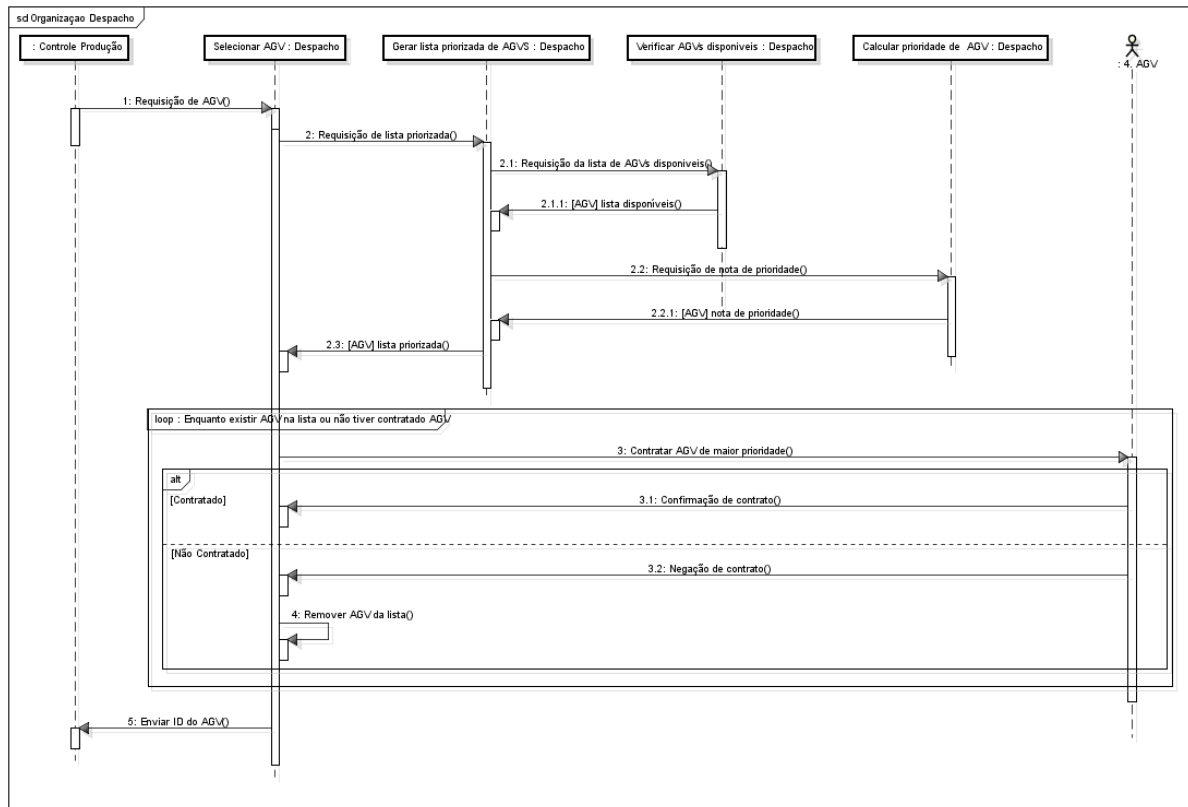 sd Organizaçao Despacho
: Controle Produção
Selecionar AGV : Despacho
Gerar lista priorizada de AGVS : Despacho
Verificar AGVs disponiveis : Despacho
Calcular prioridade de AGV : Despacho
: 4. AGV
1: Requisição de AGV()
2: Requisição de lista priorizada()
2.1: Requisição da lista de AGVs disponiveis()
2.1.1: [AGV] lista disponíveis()
2.2: Requisição de nota de prioridade()
2.2.1: [AGV] nota de prioridade()
2.3: [AGV] lista priorizada()
loop : Enquanto existir AGV na lista ou não tiver contratado AGV
3: Contratar AGV de maior prioridade()
alt
[Contratado]
3.1: Confirmação de contrato()
[Não Contratado]
3.2: Negação de contrato()
4: Remover AGV da lista()
5: Enviar ID do AGV()